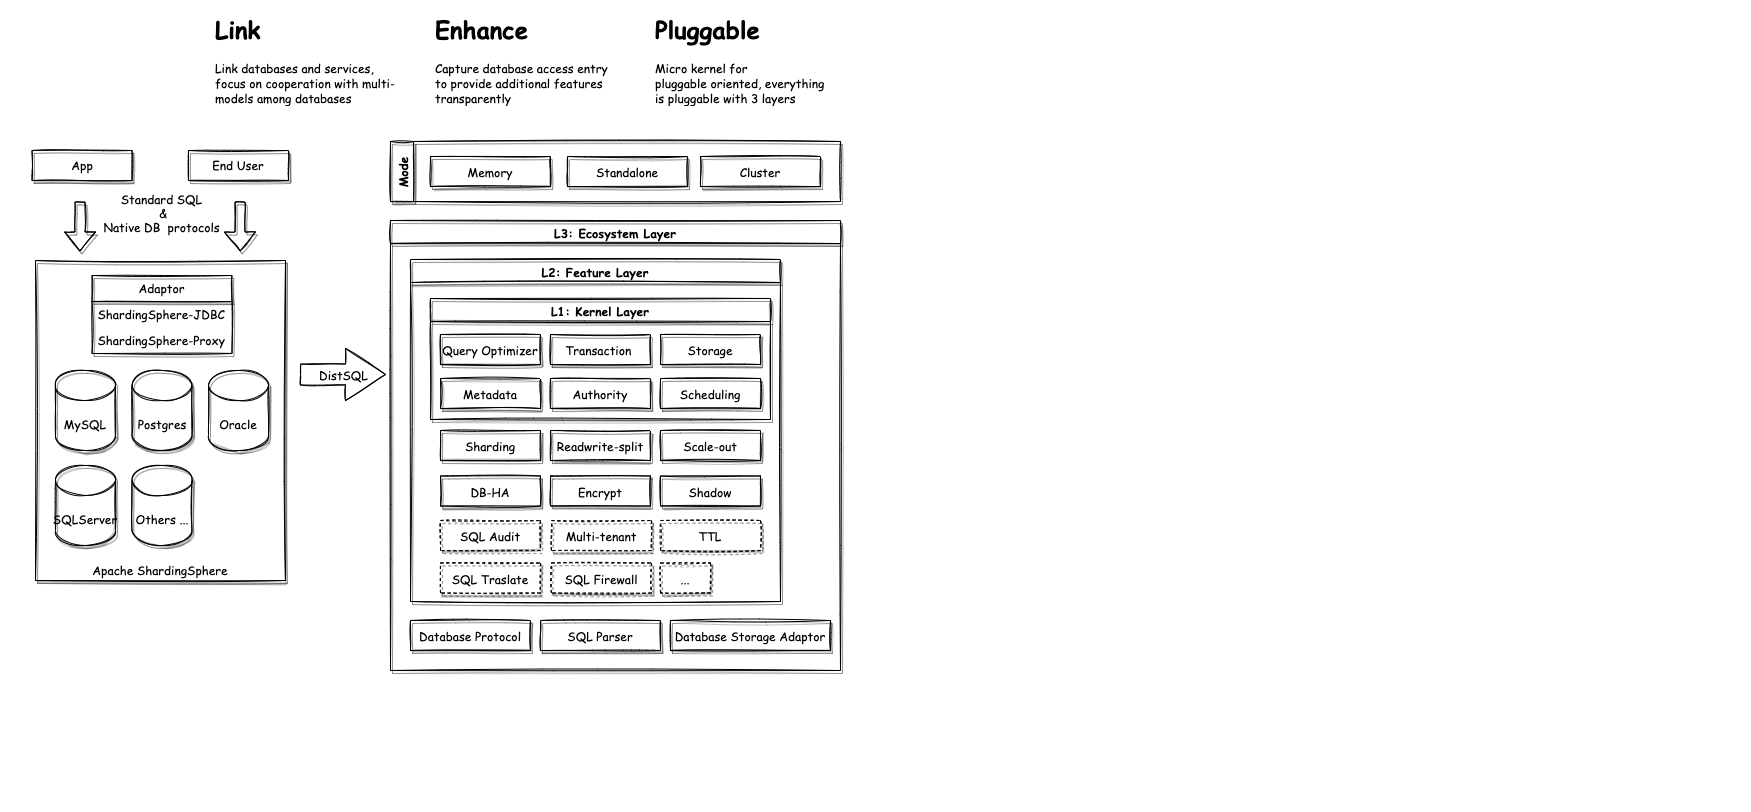 Link
Link databases and services,
focus on cooperation with multi-
models among databases
Enhance
Capture database access entry
to provide additional features
transparently
Pluggable
Micro kernel for
pluggable oriented, everything
is pluggable with 3 layers
App
End User
Standard SQL
&
Native DB protocols
Adaptor
ShardingSphere-JDBC
ShardingSphere-Proxy
MySQL
Postgres
Oracle
SQLServer
Others ...
Apache ShardingSphere
DistSQL
Mode
Memory
Standalone
Cluster
L3: Ecosystem Layer
L2: Feature Layer
L1: Kernel Layer
Query Optimizer
Transaction
Storage
Metadata
Authority
Scheduling
Sharding
Readwrite-split
Scale-out
DB-HA
Encrypt
Shadow
SQL Audit
Multi-tenant
TTL
SQL Traslate
SQL Firewall
...
Database Protocol
SQL Parser
Database Storage Adaptor